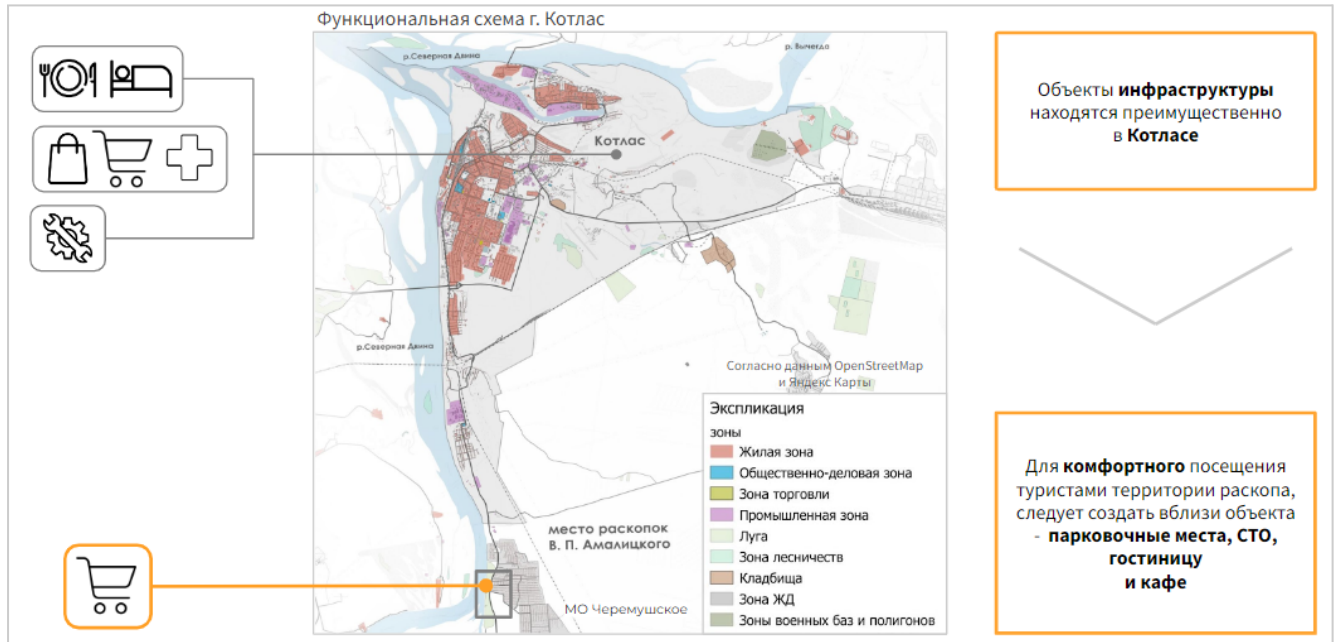 Функциональная схема г. Котлас
р.Северная Двина
р. Вычегда
Котлас
р.Северная Двина
Согласно данным OpenStreetMap
и Яндекс Карты
место раскопок
В. П. Амалицкого
МО Черемушское
Экспликация
зоны
Жилая зона
Общественно-деловая зона
Зона торговли
Промышленная зона
Луга
Зона лесничеств
Кладбища
Зона ЖД
Зоны военных баз и полигонов
Объекты инфраструктуры
находятся преимущественно
в Котласе
Для комфортного посещения
туристами территории раскопа,
следует создать вблизи объекта
- парковочные места, СТО,
гостиницу
и кафе